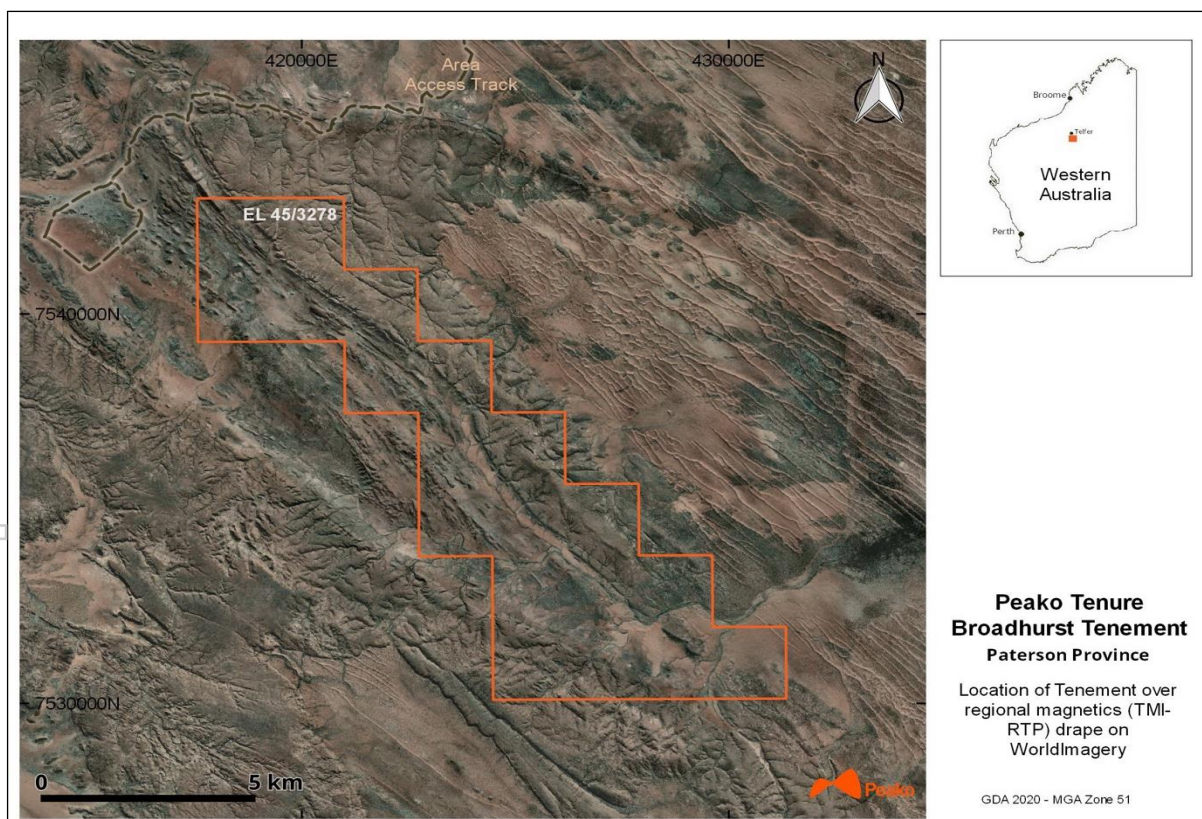 420000E
Area
Access Track
430000E
N
EL 45/3278
7540000N
7530000N
0
5 km
Peako
Broome
Telfer
Western
Australia
Perth
Peako Tenure
Broadhurst Tenement
Paterson Province
Location of Tenement over
regional magnetics (TMI-
RTP) drape on
WorldImagery
GDA 2020 - MGA Zone 51